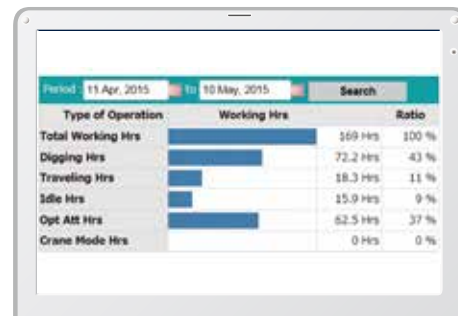 Period : 11 Apr, 2015 to 10 May, 2015 Search
Type of Operation Working Hrs Ratio
Total Working Hrs 169 Hrs 100 %
Digging Hrs 72.2 Hrs 43 %
Traveling Hrs 18.3 Hrs 11 %
Idle Hrs 15.9 Hrs 9 %
Opt Att Hrs 62.5 Hrs 37 %
Crane Mode Hrs 0 Hrs 0 %